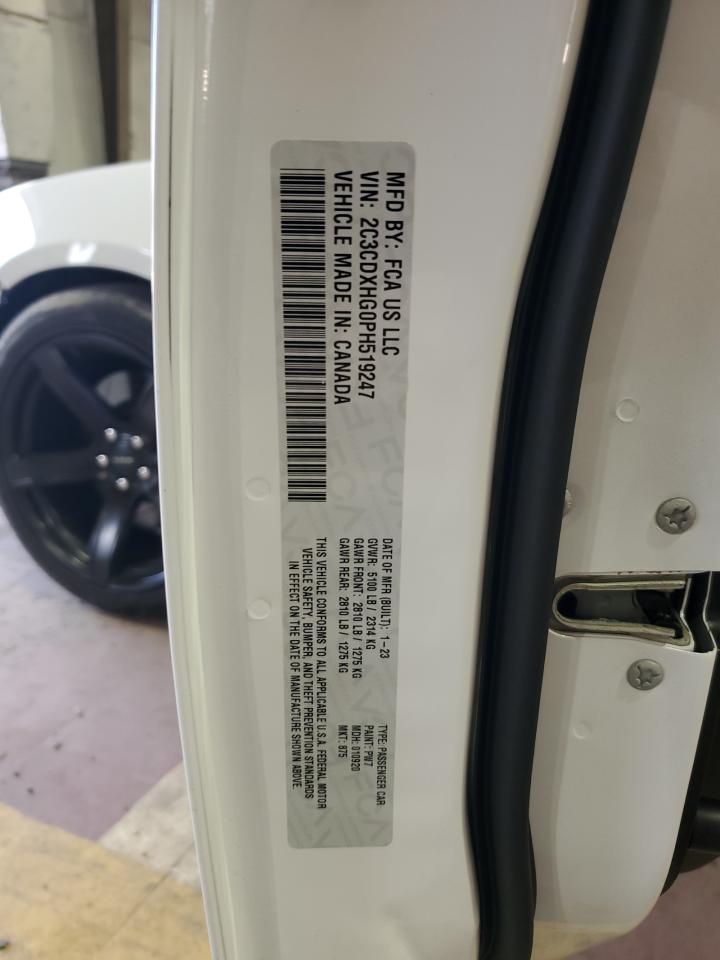 MFD BY: FCA US LLC
VIN: 2C3CDXHG0PH519247
VEHICLE MADE IN: CANADA
DATE OF MFR (BUILT): 1-23
GVWR: 5100 LB / 2314 KG
GAWR FRONT: 2810 LB / 1275 KG
GAWR REAR: 2810 LB / 1275 KG
THIS VEHICLE CONFORMS TO ALL APPLICABLE U.S.A. FEDERAL MOTOR
VEHICLE SAFETY, BUMPER, AND THEFT PREVENTION STANDARDS
IN EFFECT ON THE DATE OF MANUFACTURE SHOWN ABOVE.
TYPE: PASSENGER CAR
PAINT: PW7
MDH: 010920
MKT: 875